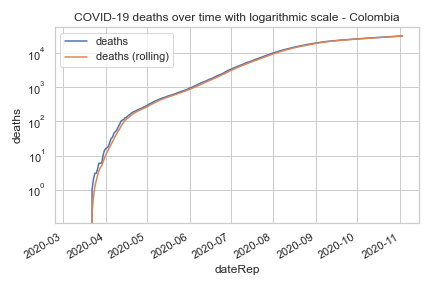 COVID-19 deaths over time with logarithmic scale - Colombia
deaths
deaths (rolling)
10⁴
10³
10²
10¹
10⁰
deaths
2020-03
2020-04
2020-05
2020-06
2020-07
2020-08
2020-09
2020-10
2020-11
dateRep